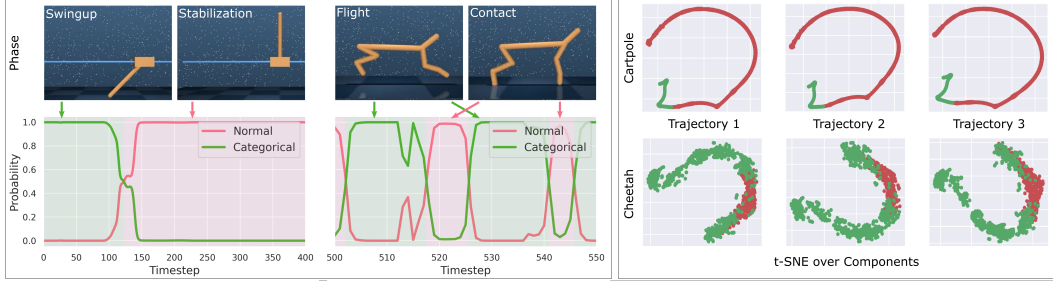 Phase
Swingup
Stabilization
Flight
Contact
Probability
1.0
0.8
0.6
0.4
0.2
0.0
Normal
Categorical
0 50 100 150 200 250 300 350 400
Timestep
Normal
Categorical
500 510 520 530 540 550
Timestep
Cartpole
Trajectory 1
Trajectory 2
Trajectory 3
Cheetah
t-SNE over Components